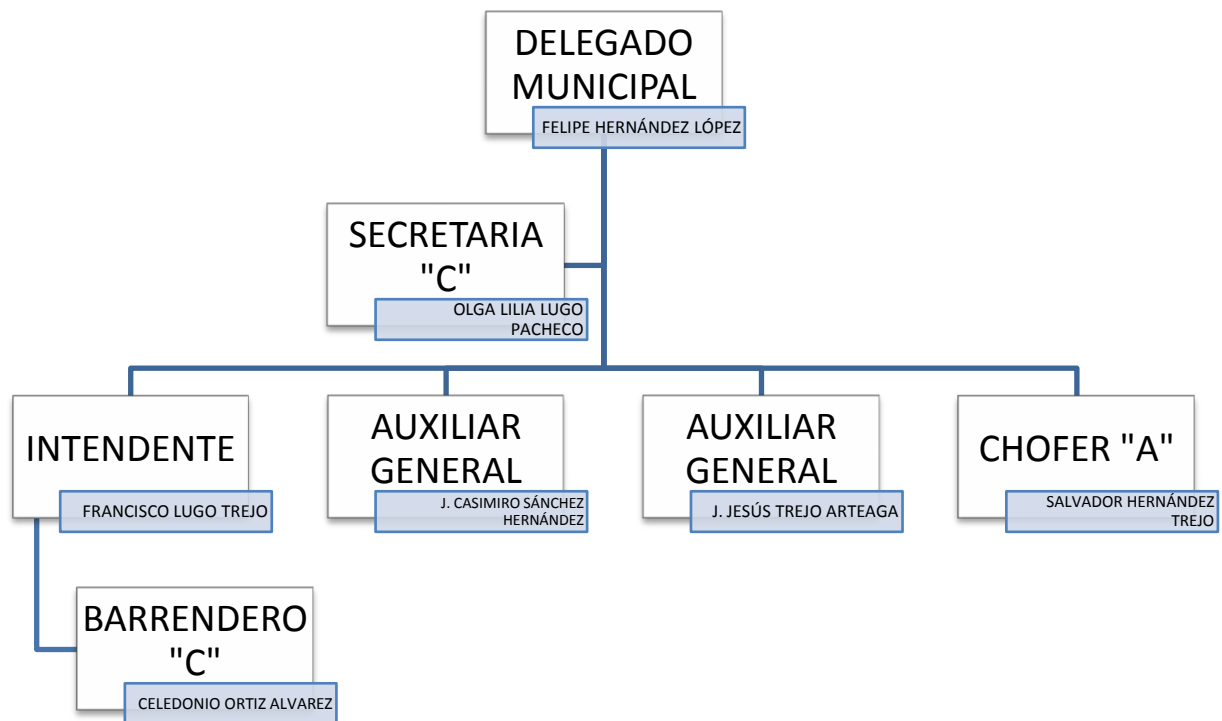 DELEGADO
MUNICIPAL
FELIPE HERNÁNDEZ LÓPEZ
SECRETARIA
"C"
OLGA LILIA LUGO
PACHECO
INTENDENTE
FRANCISCO LUGO TREJO
AUXILIAR
GENERAL
J. CASIMIRO SÁNCHEZ
HERNÁNDEZ
AUXILIAR
GENERAL
J. JESÚS TREJO ARTEAGA
CHOFER "A"
SALVADOR HERNÁNDEZ
TREJO
BARRENDERO
"C"
CELEDONIO ORTIZ ALVAREZ